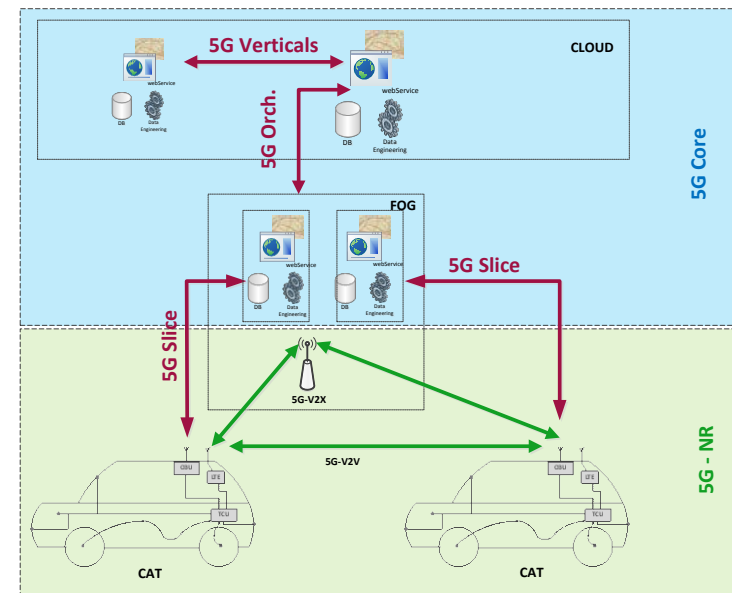 5G Verticals
CLOUD
webService
DB
Data
Engineering
webService
DB
Data
Engineering
5G Orch.
5G Core
FOG
webService
DB
Data
Engineering
webService
DB
Data
Engineering
5G Slice
5G Slice
5G-V2X
5G-V2V
5G - NR
OBU
LTE
TCU
CAT
OBU
LTE
TCU
CAT